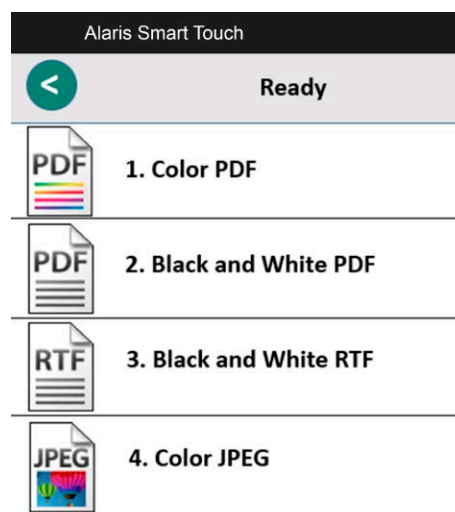 Alaris Smart Touch
<
Ready
PDF
1. Color PDF
PDF
2. Black and White PDF
RTF
3. Black and White RTF
JPEG
4. Color JPEG